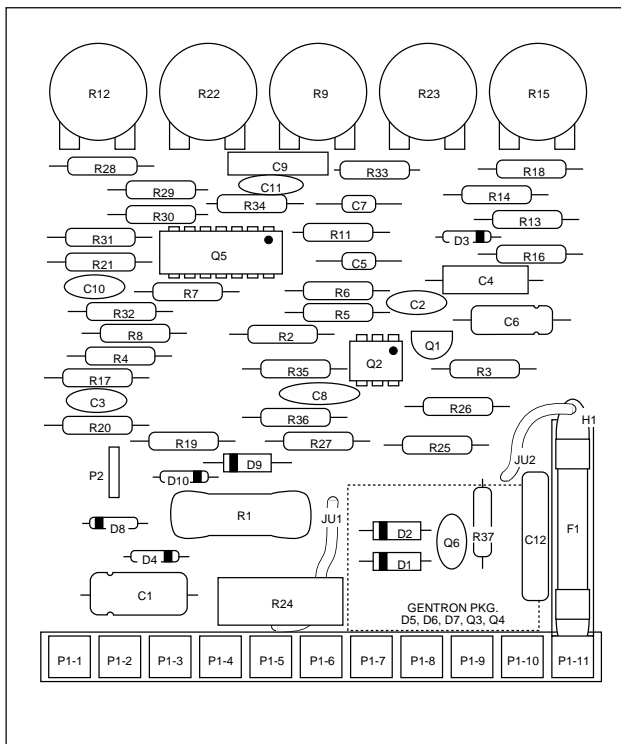 R12 R22 R9 R23 R15
R28 C9 R33 R18
R29 C11 R14
R30 R34 C7 R13
R31 Q5 R11 D3
R21 C5 R16
C10 R7 R6 C2 C4
R32 R5 C6
R8 R2 Q1
R4 Q2
R17 R35 R3
C3 C8 R26
R20 R36 H1
R19 R27 R25
P2 D9 JU2
D10
R1 JU1
D8 D2 Q6 R37 C12 F1
D4 D1
C1 R24
GENTRON PKG.
D5, D6, D7, Q3, Q4
P1-1 P1-2 P1-3 P1-4 P1-5 P1-6 P1-7 P1-8 P1-9 P1-10 P1-11